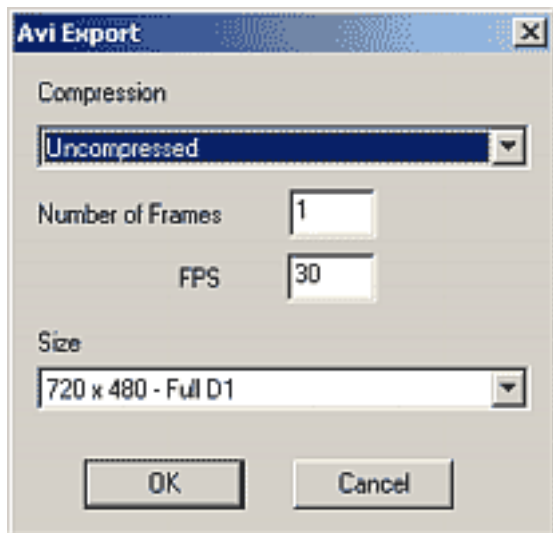 Avi Export
Compression
Uncompressed
Number of Frames 1
FPS 30
Size
720 x 480 - Full D1
OK Cancel